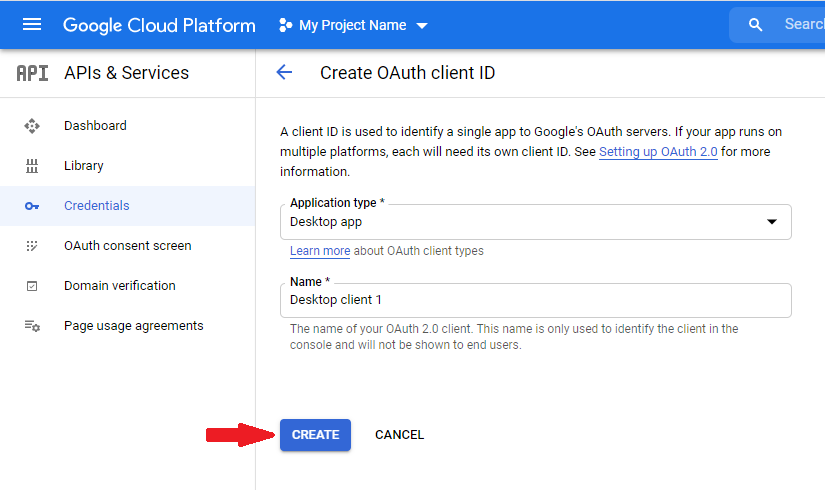 Google Cloud Platform
My Project Name
Search
API
APIs & Services
Dashboard
Library
Credentials
OAuth consent screen
Domain verification
Page usage agreements
Create OAuth client ID
A client ID is used to identify a single app to Google's OAuth servers. If your app runs on
multiple platforms, each will need its own client ID. See Setting up OAuth 2.0 for more
information.
Application type *
Desktop app
Learn more about OAuth client types
Name *
Desktop client 1
The name of your OAuth 2.0 client. This name is only used to identify the client in the
console and will not be shown to end users.
CREATE
CANCEL